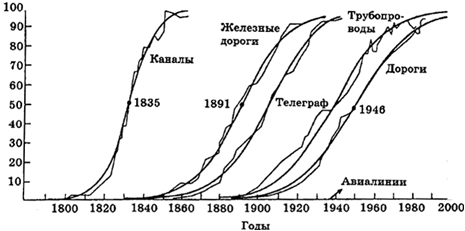 100
90
80
70
60
50
40
30
20
10
Каналы
1835
Железные
дороги
1891
Телеграф
Трубопро-
воды
Дороги
1946
Авиалинии
1800 1820 1840 1860 1880 1900 1920 1940 1960 1980 2000
Годы